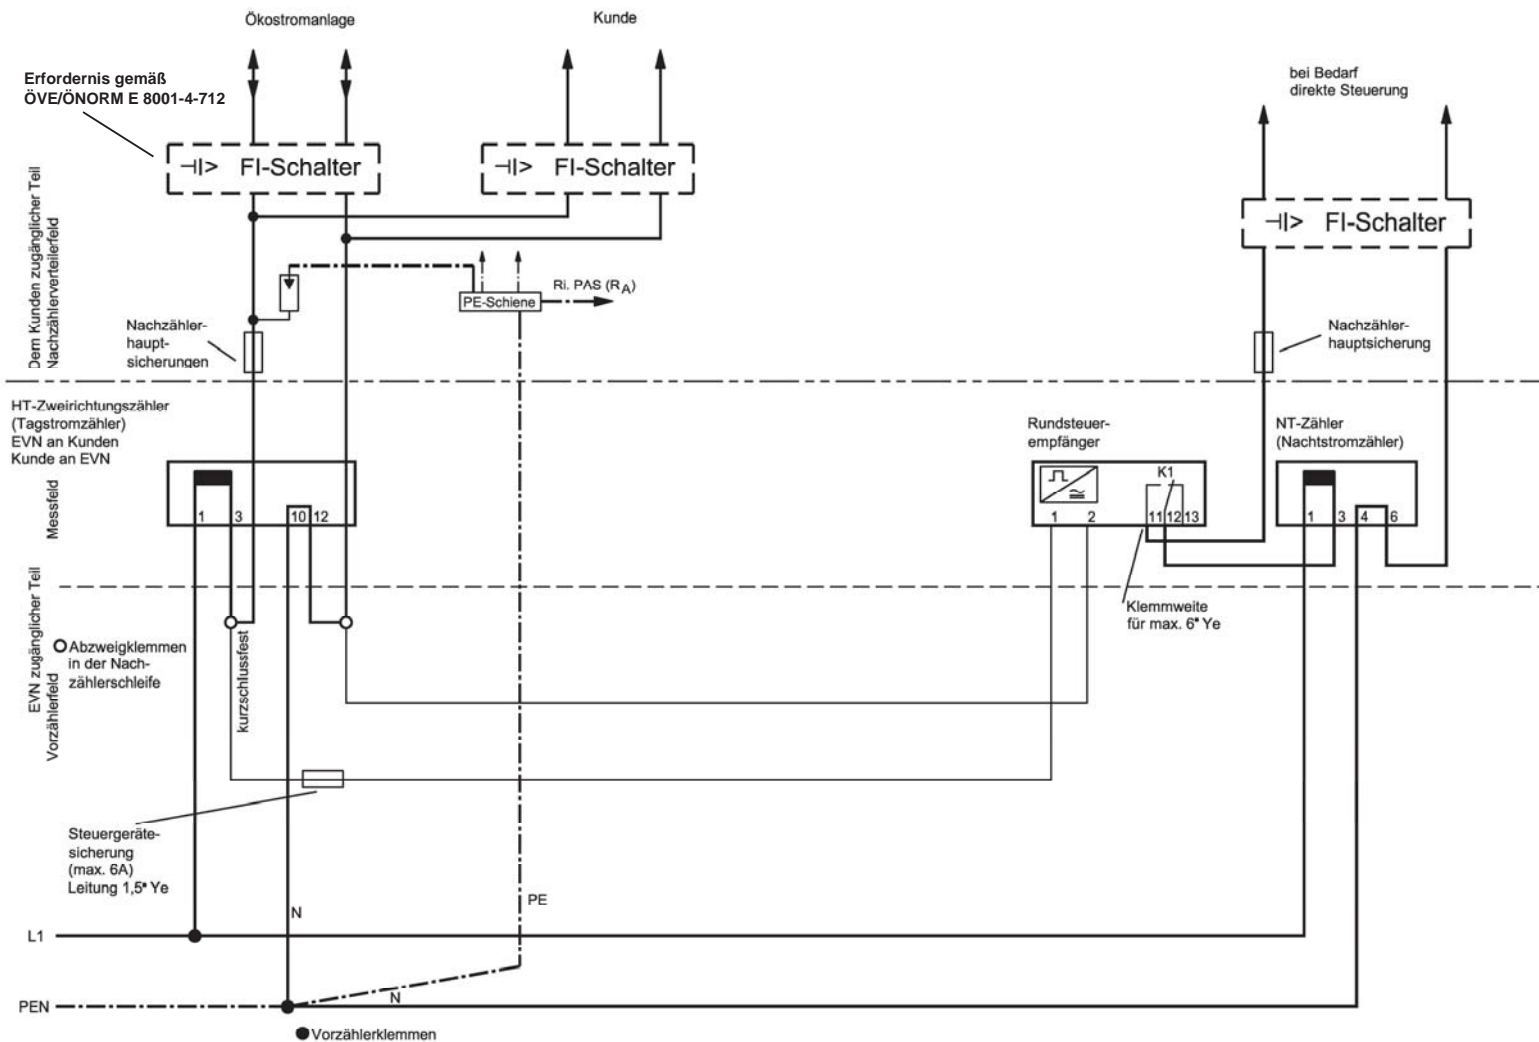 Ökostromanlage
Kunde
Erfordernis gemäß
ÖVE/ÖNORM E 8001-4-712
bei Bedarf
direkte Steuerung
FI-Schalter
FI-Schalter
FI-Schalter
Dem Kunden zugänglicher Teil
Nachzählerverteilerfeld
PE-Schiene
Ri. PAS (RA)
Nachzähler-
haupt-
sicherungen
Nachzähler-
hauptsicherung
HT-Zweirichtungszähler
(Tagstromzähler)
EVN an Kunden
Kunde an EVN
Rundsteuer-
empfänger
NT-Zähler
(Nachtstromzähler)
Messfeld
K1
1 3 10 12
1 2 11 12 13
1 3 4 6
EVN zugänglicher Teil
Vorzählerfeld
Abzweigklemmen
in der Nach-
zählerschleife
kurzschlussfest
Klemmweite
für max. 6■ Ye
Steuergeräte-
sicherung
(max. 6A)
Leitung 1,5■ Ye
N
PE
L1
PEN
N
Vorzählerklemmen